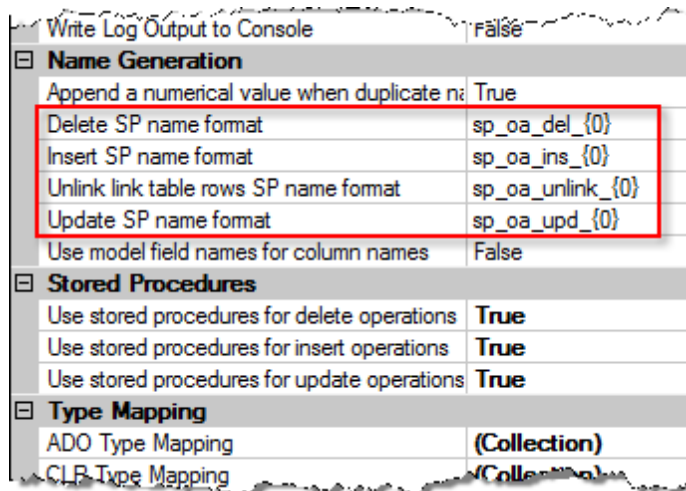 Write Log Output to Console False
Name Generation
Append a numerical value when duplicate na True
Delete SP name format sp_oa_del_{0}
Insert SP name format sp_oa_ins_{0}
Unlink link table rows SP name format sp_oa_unlink_{0}
Update SP name format sp_oa_upd_{0}
Use model field names for column names False
Stored Procedures
Use stored procedures for delete operations True
Use stored procedures for insert operations True
Use stored procedures for update operations True
Type Mapping
ADO Type Mapping (Collection)
CLR Type Mapping (Collection)